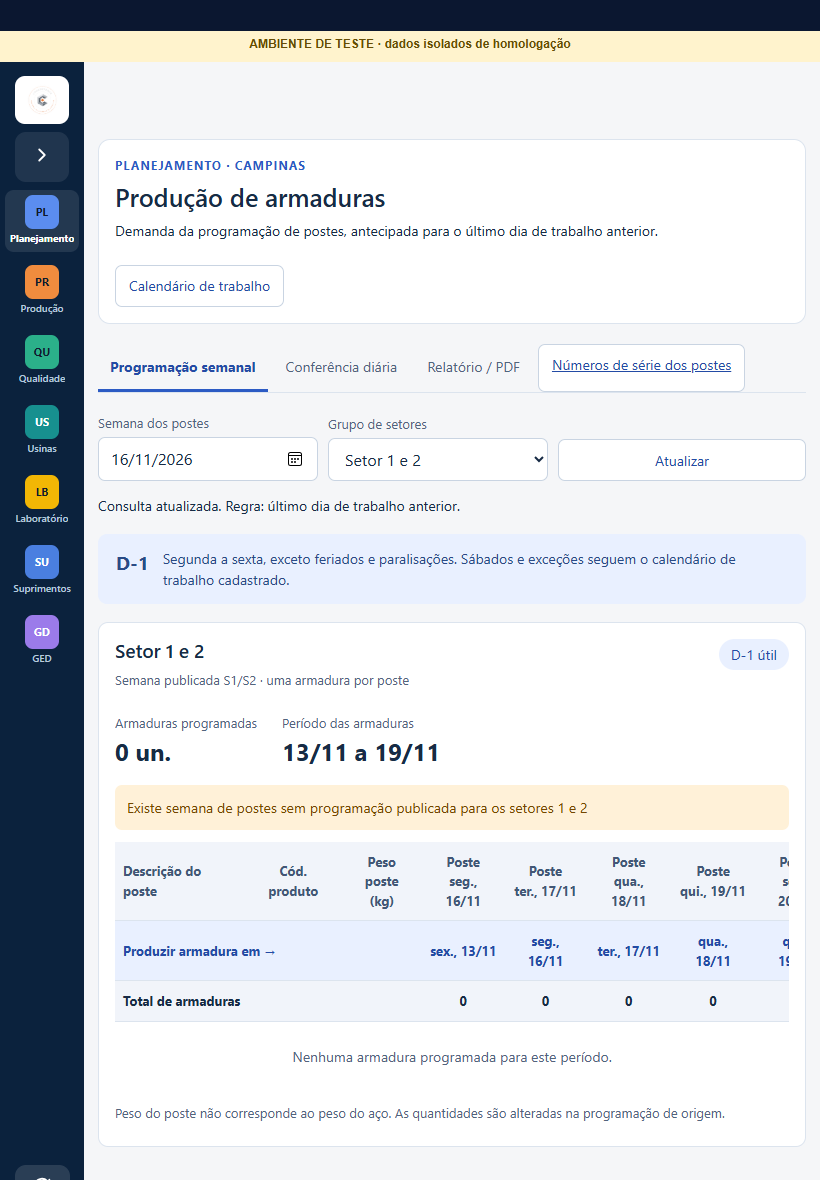 AMBIENTE DE TESTE · dados isolados de homologação
PL
Planejamento
PR
Produção
QU
Qualidade
US
Usinas
LB
Laboratório
SU
Suprimentos
GD
GED
PLANEJAMENTO · CAMPINAS
Produção de armaduras
Demanda da programação de postes, antecipada para o último dia de trabalho anterior.
Calendário de trabalho
Programação semanal Conferência diária Relatório / PDF Números de série dos postes
Semana dos postes Grupo de setores
16/11/2026 Setor 1 e 2 Atualizar
Consulta atualizada. Regra: último dia de trabalho anterior.
D-1 Segunda a sexta, exceto feriados e paralisações. Sábados e exceções seguem o calendário de
trabalho cadastrado.
Setor 1 e 2 D-1 útil
Semana publicada S1/S2 · uma armadura por poste
Armaduras programadas Período das armaduras
0 un. 13/11 a 19/11
Existe semana de postes sem programação publicada para os setores 1 e 2
Descrição do poste Cód. produto Peso poste (kg) Poste seg., 16/11 Poste ter., 17/11 Poste qua., 18/11 Poste qui., 19/11
Produzir armadura em → sex., 13/11 seg., 16/11 ter., 17/11 qua., 18/11
Total de armaduras 0 0 0 0
Nenhuma armadura programada para este período.
Peso do poste não corresponde ao peso do aço. As quantidades são alteradas na programação de origem.